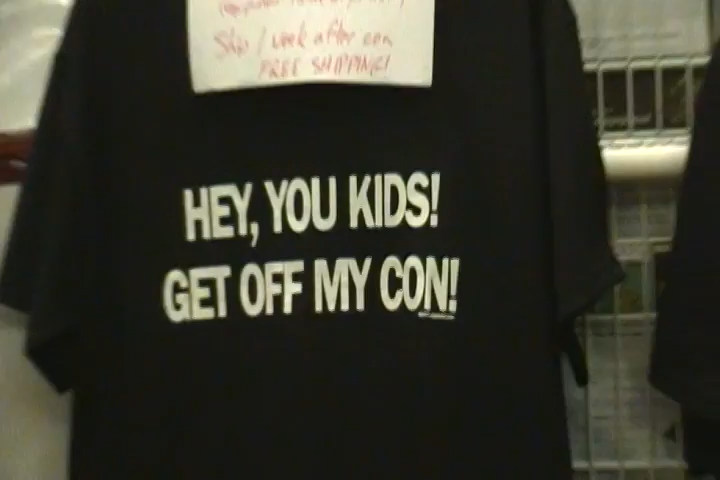 Ship 1 week after con
FREE SHIPPING!
HEY, YOU KIDS!
GET OFF MY CON!